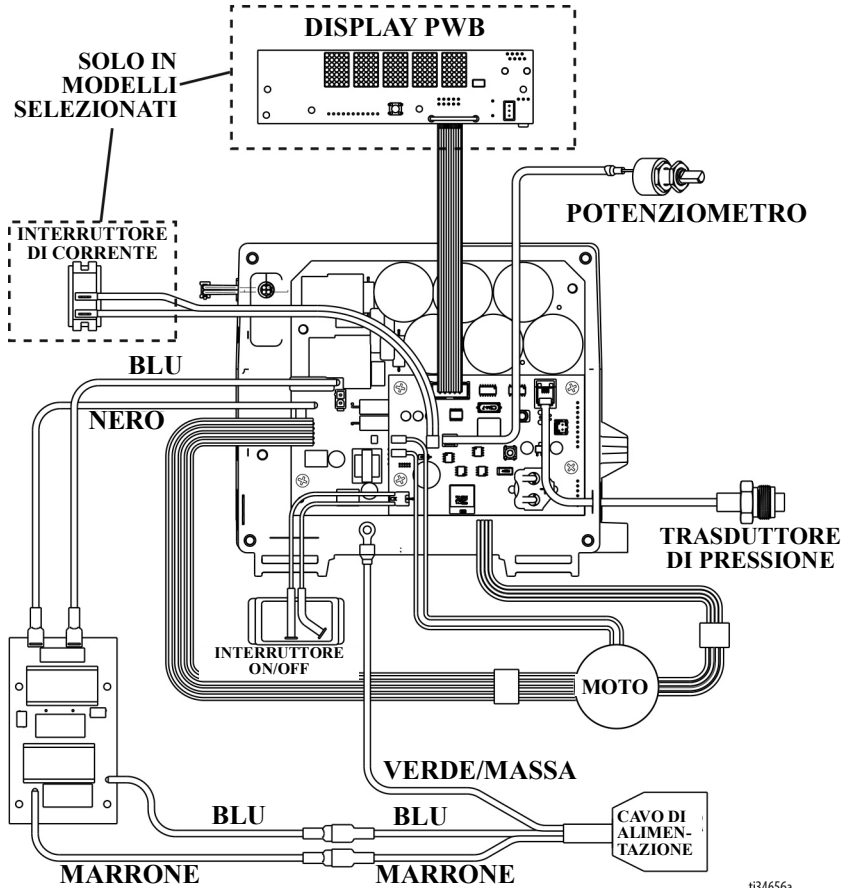 DISPLAY PWB
SOLO IN
MODELLI
SELEZIONATI
POTENZIOMETRO
INTERRUTTORE
DI CORRENTE
BLU
NERO
TRASDUTTORE
DI PRESSIONE
INTERRUTTORE
ON/OFF
MOTO
VERDE/MASSA
BLU
BLU
CAVO DI
ALIMEN-
TAZIONE
MARRONE
MARRONE
ti34656a